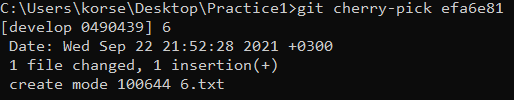 C:\Users\korse\Desktop\Practice1>git cherry-pick efa6e81
[develop 0490439] 6
Date: Wed Sep 22 21:52:28 2021 +0300
1 file changed, 1 insertion(+)
create mode 100644 6.txt